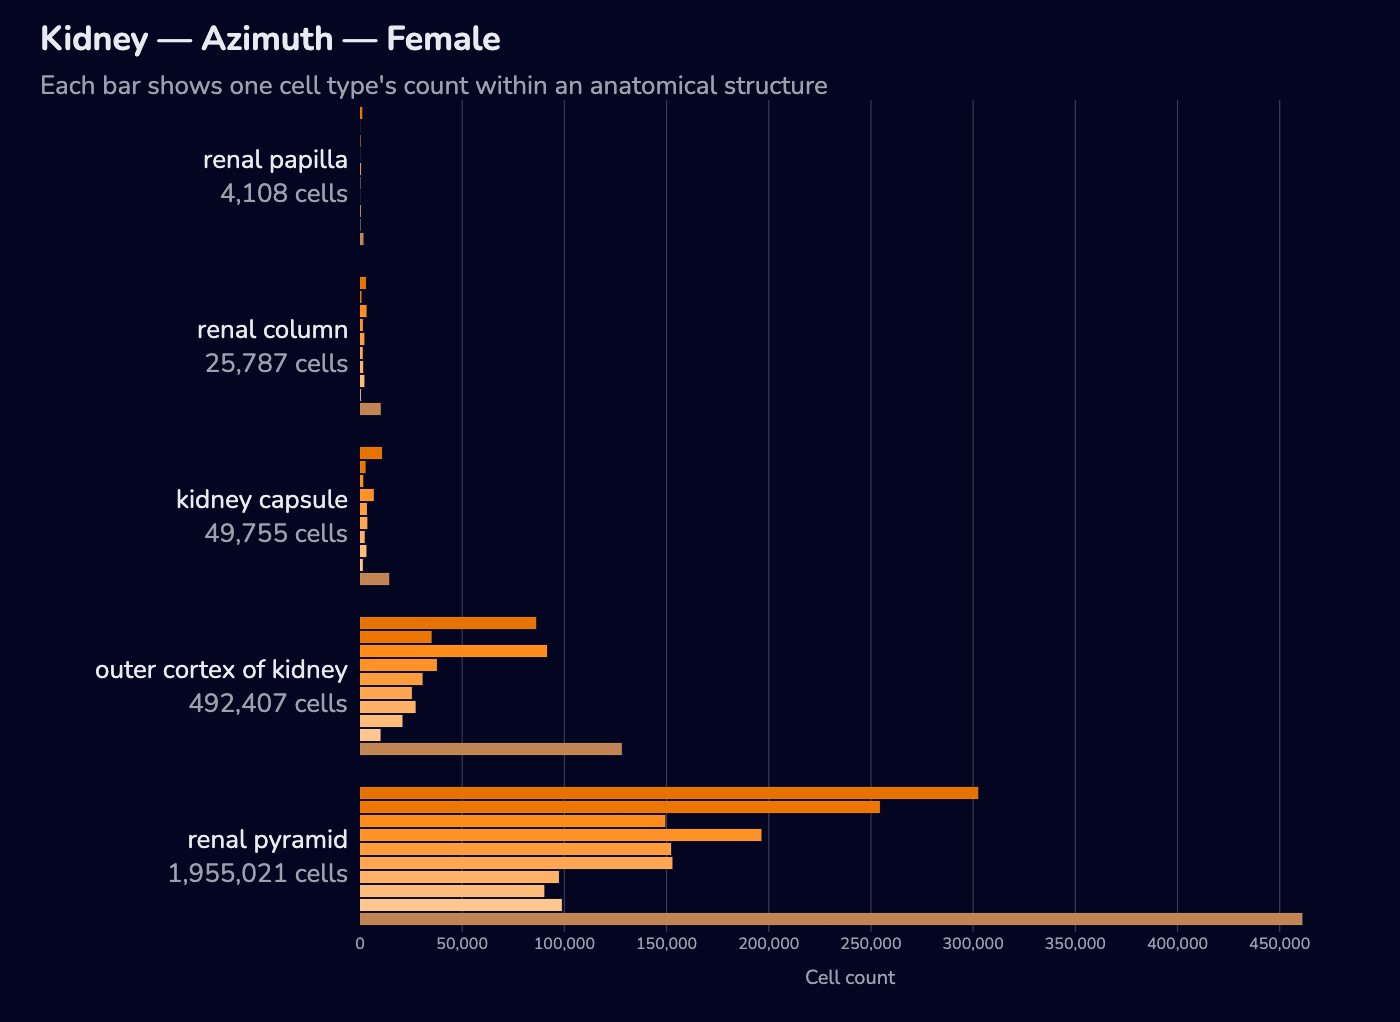 Kidney — Azimuth — Female
Each bar shows one cell type's count within an anatomical structure
renal papilla
4,108 cells
renal column
25,787 cells
kidney capsule
49,755 cells
outer cortex of kidney
492,407 cells
renal pyramid
1,955,021 cells
0 50,000 100,000 150,000 200,000 250,000 300,000 350,000 400,000 450,000
Cell count